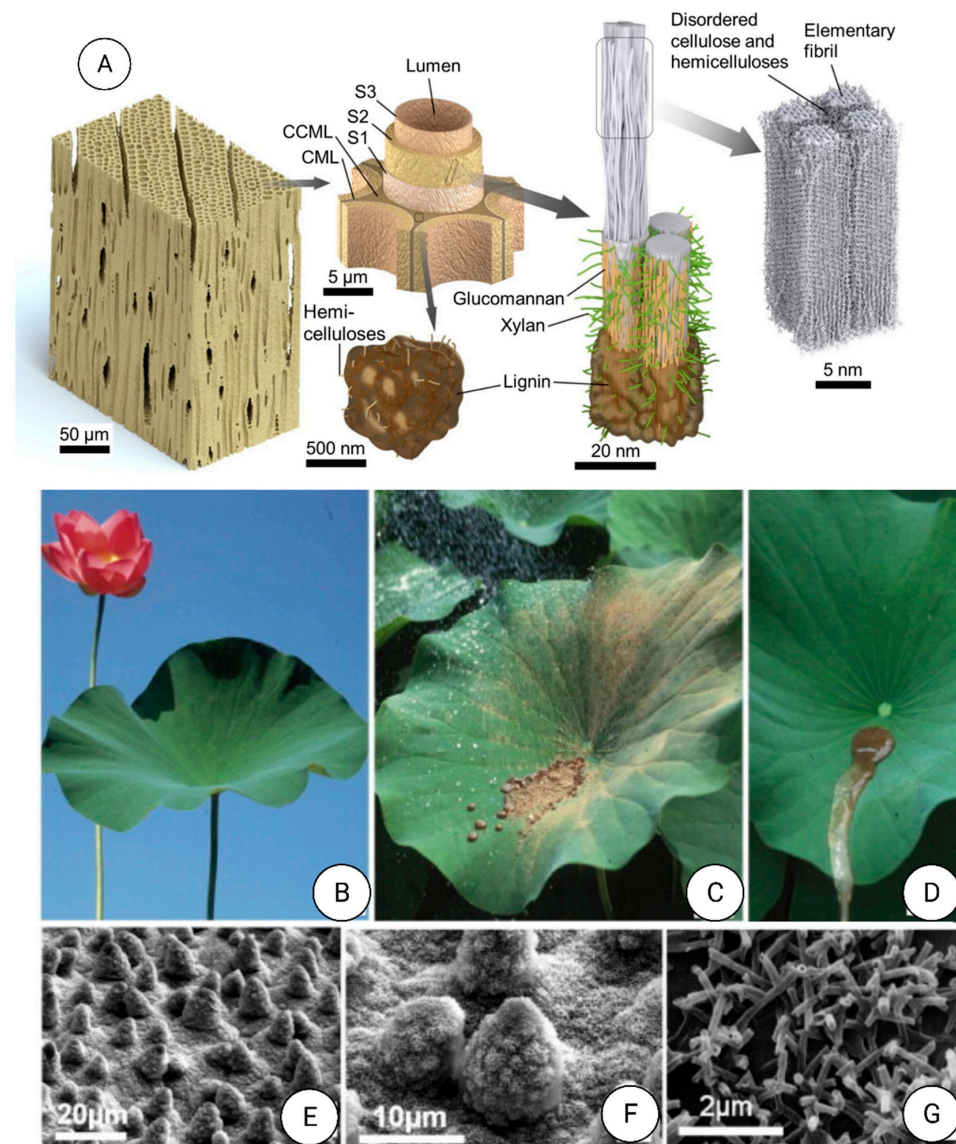 A
Lumen
S3
S2
S1
CCML
CML
5 µm
Hemi-
celluloses
500 nm
50 µm
Disordered
cellulose and
hemicelluloses
Elementary
fibril
Glucomannan
Xylan
Lignin
20 nm
5 nm
B
C
D
20µm
E
10µm
F
2µm
G